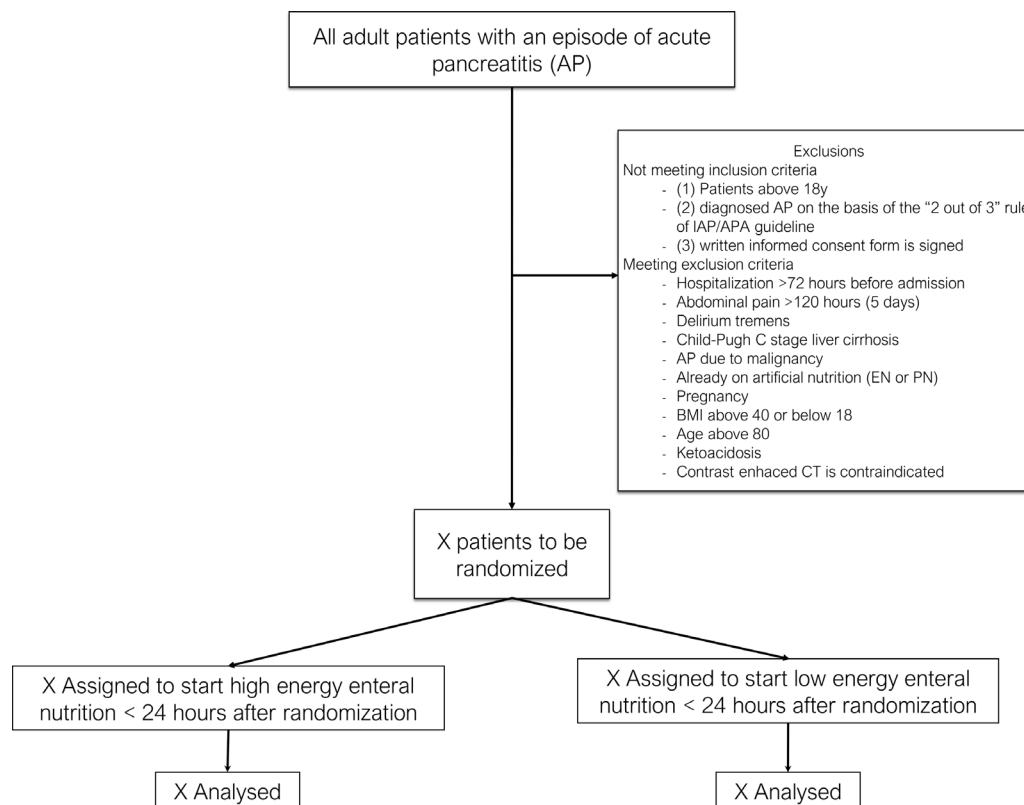 All adult patients with an episode of acute
pancreatitis (AP)
Exclusions
Not meeting inclusion criteria
- (1) Patients above 18y
- (2) diagnosed AP on the basis of the “2 out of 3” rule
of IAP/APA guideline
- (3) written informed consent form is signed
Meeting exclusion criteria
- Hospitalization >72 hours before admission
- Abdominal pain >120 hours (5 days)
- Delirium tremens
- Child-Pugh C stage liver cirrhosis
- AP due to malignancy
- Already on artificial nutrition (EN or PN)
- Pregnancy
- BMI above 40 or below 18
- Age above 80
- Ketoacidosis
- Contrast enhaced CT is contraindicated
X patients to be
randomized
X Assigned to start high energy enteral
nutrition < 24 hours after randomization
X Assigned to start low energy enteral
nutrition < 24 hours after randomization
X Analysed
X Analysed